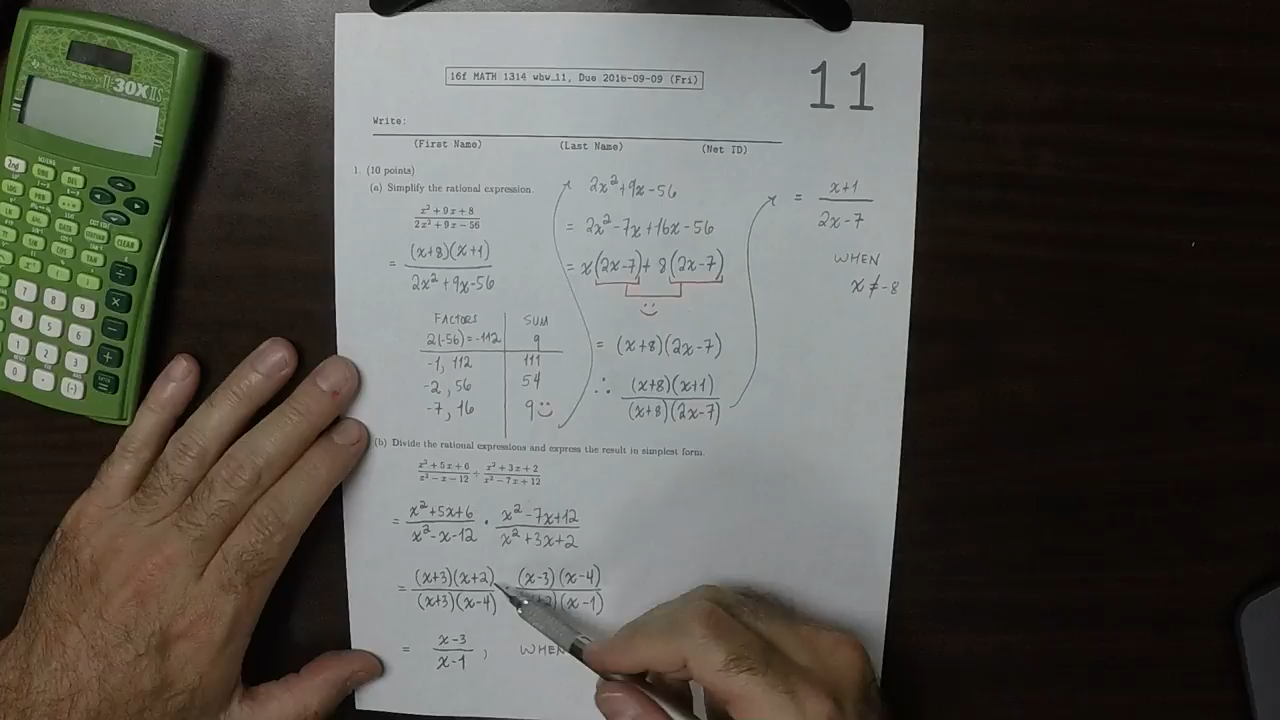 TI-30X IIS
16f MATH 1314 wbw_11, Due 2016-09-09 (Fri)
11
Write:
(First Name) (Last Name) (Net ID)
1. (10 points)
(a) Simplify the rational expression.
x² + 9x + 8
2x² + 9x − 56
= (x+8)(x+1)
2x²+9x-56
FACTORS SUM
2(-56)=-112 9
-1, 112 111
-2, 56 54
-7, 16 9
2x²+9x-56
= 2x²-7x+16x-56
= x(2x-7)+8(2x-7)
= (x+8)(2x-7)
∴ (x+8)(x+1)
(x+8)(2x-7)
= x+1
2x-7
WHEN
x≠-8
(b) Divide the rational expressions and express the result in simplest form.
x² + 5x + 6 ÷ x² + 3x + 2
x² − x − 12 x² − 7x + 12
= x²+5x+6 · x²-7x+12
x²-x-12 x²+3x+2
= (x+3)(x+2) (x-3)(x-4)
(x+3)(x-4) (x-1)
= x-3
x-1 , WHEN